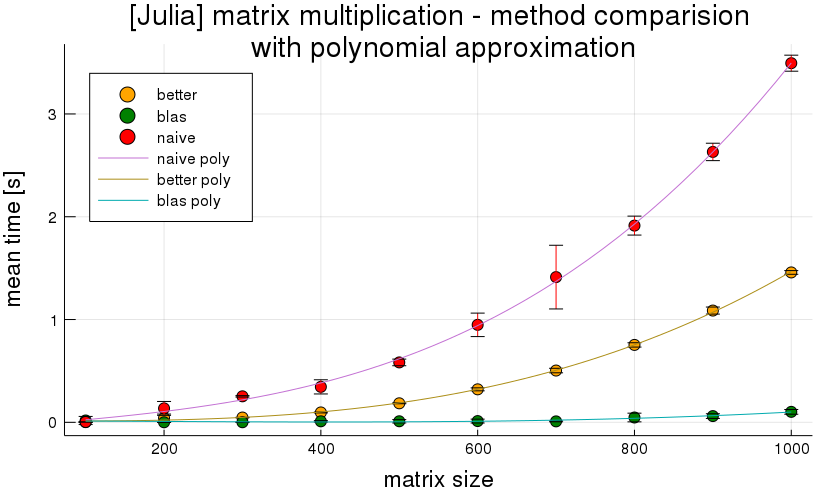 [Julia] matrix multiplication - method comparision
with polynomial approximation
better
blas
naive
naive poly
better poly
blas poly
mean time [s]
3
2
1
0
200
400
600
800
1000
matrix size